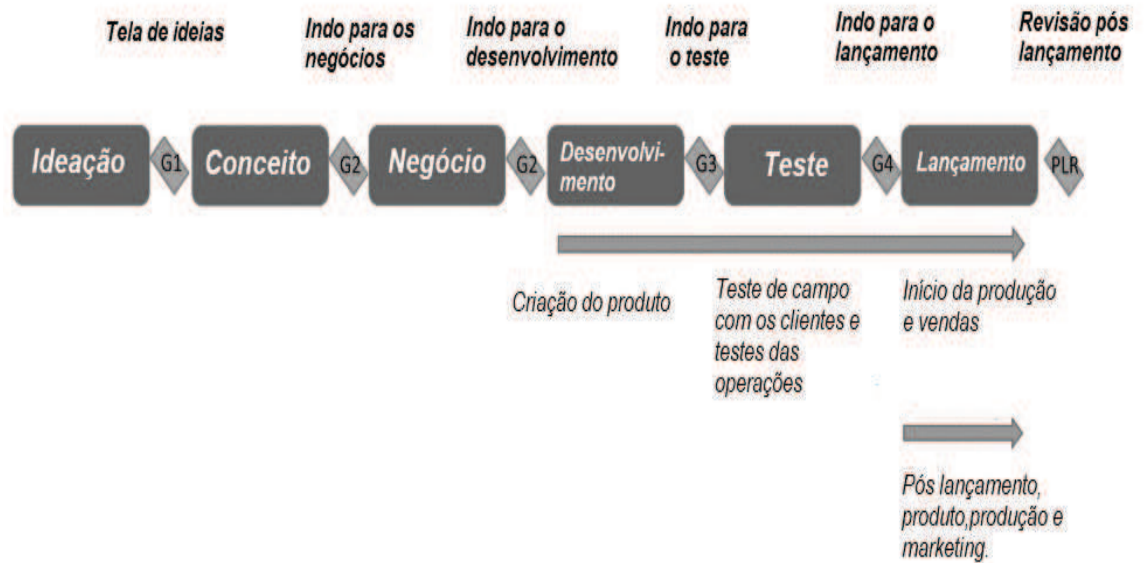 Tela de ideias
Indo para os
negócios
Indo para o
desenvolvimento
Indo para
o teste
Indo para o
lançamento
Revisão pós
lançamento
Ideação
G1
Conceito
G2
Negócio
G2
Desenvolvi-
mento
G3
Teste
G4
Lançamento
PLR
Criação do produto
Teste de campo
com os clientes e
testes das
operações
Início da produção
e vendas
Pós lançamento,
produto,produção e
marketing.